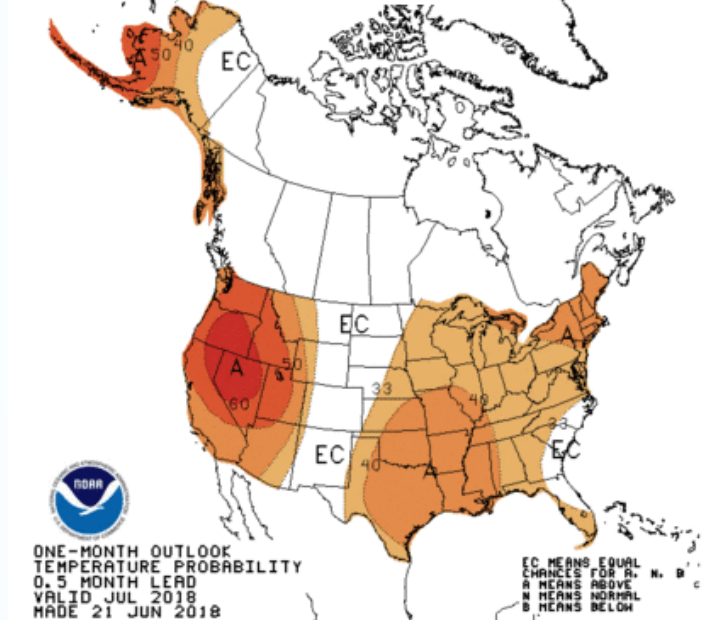 A 50 40
EC
EC
A
50
A
60
33
40
33
EC
EC
40
A
NOAA
ONE-MONTH OUTLOOK
TEMPERATURE PROBABILITY
0.5 MONTH LEAD
VALID JUL 2018
MADE 21 JUN 2018
EC MEANS EQUAL
CHANCES FOR A, N, B
A MEANS ABOVE
N MEANS NORMAL
B MEANS BELOW